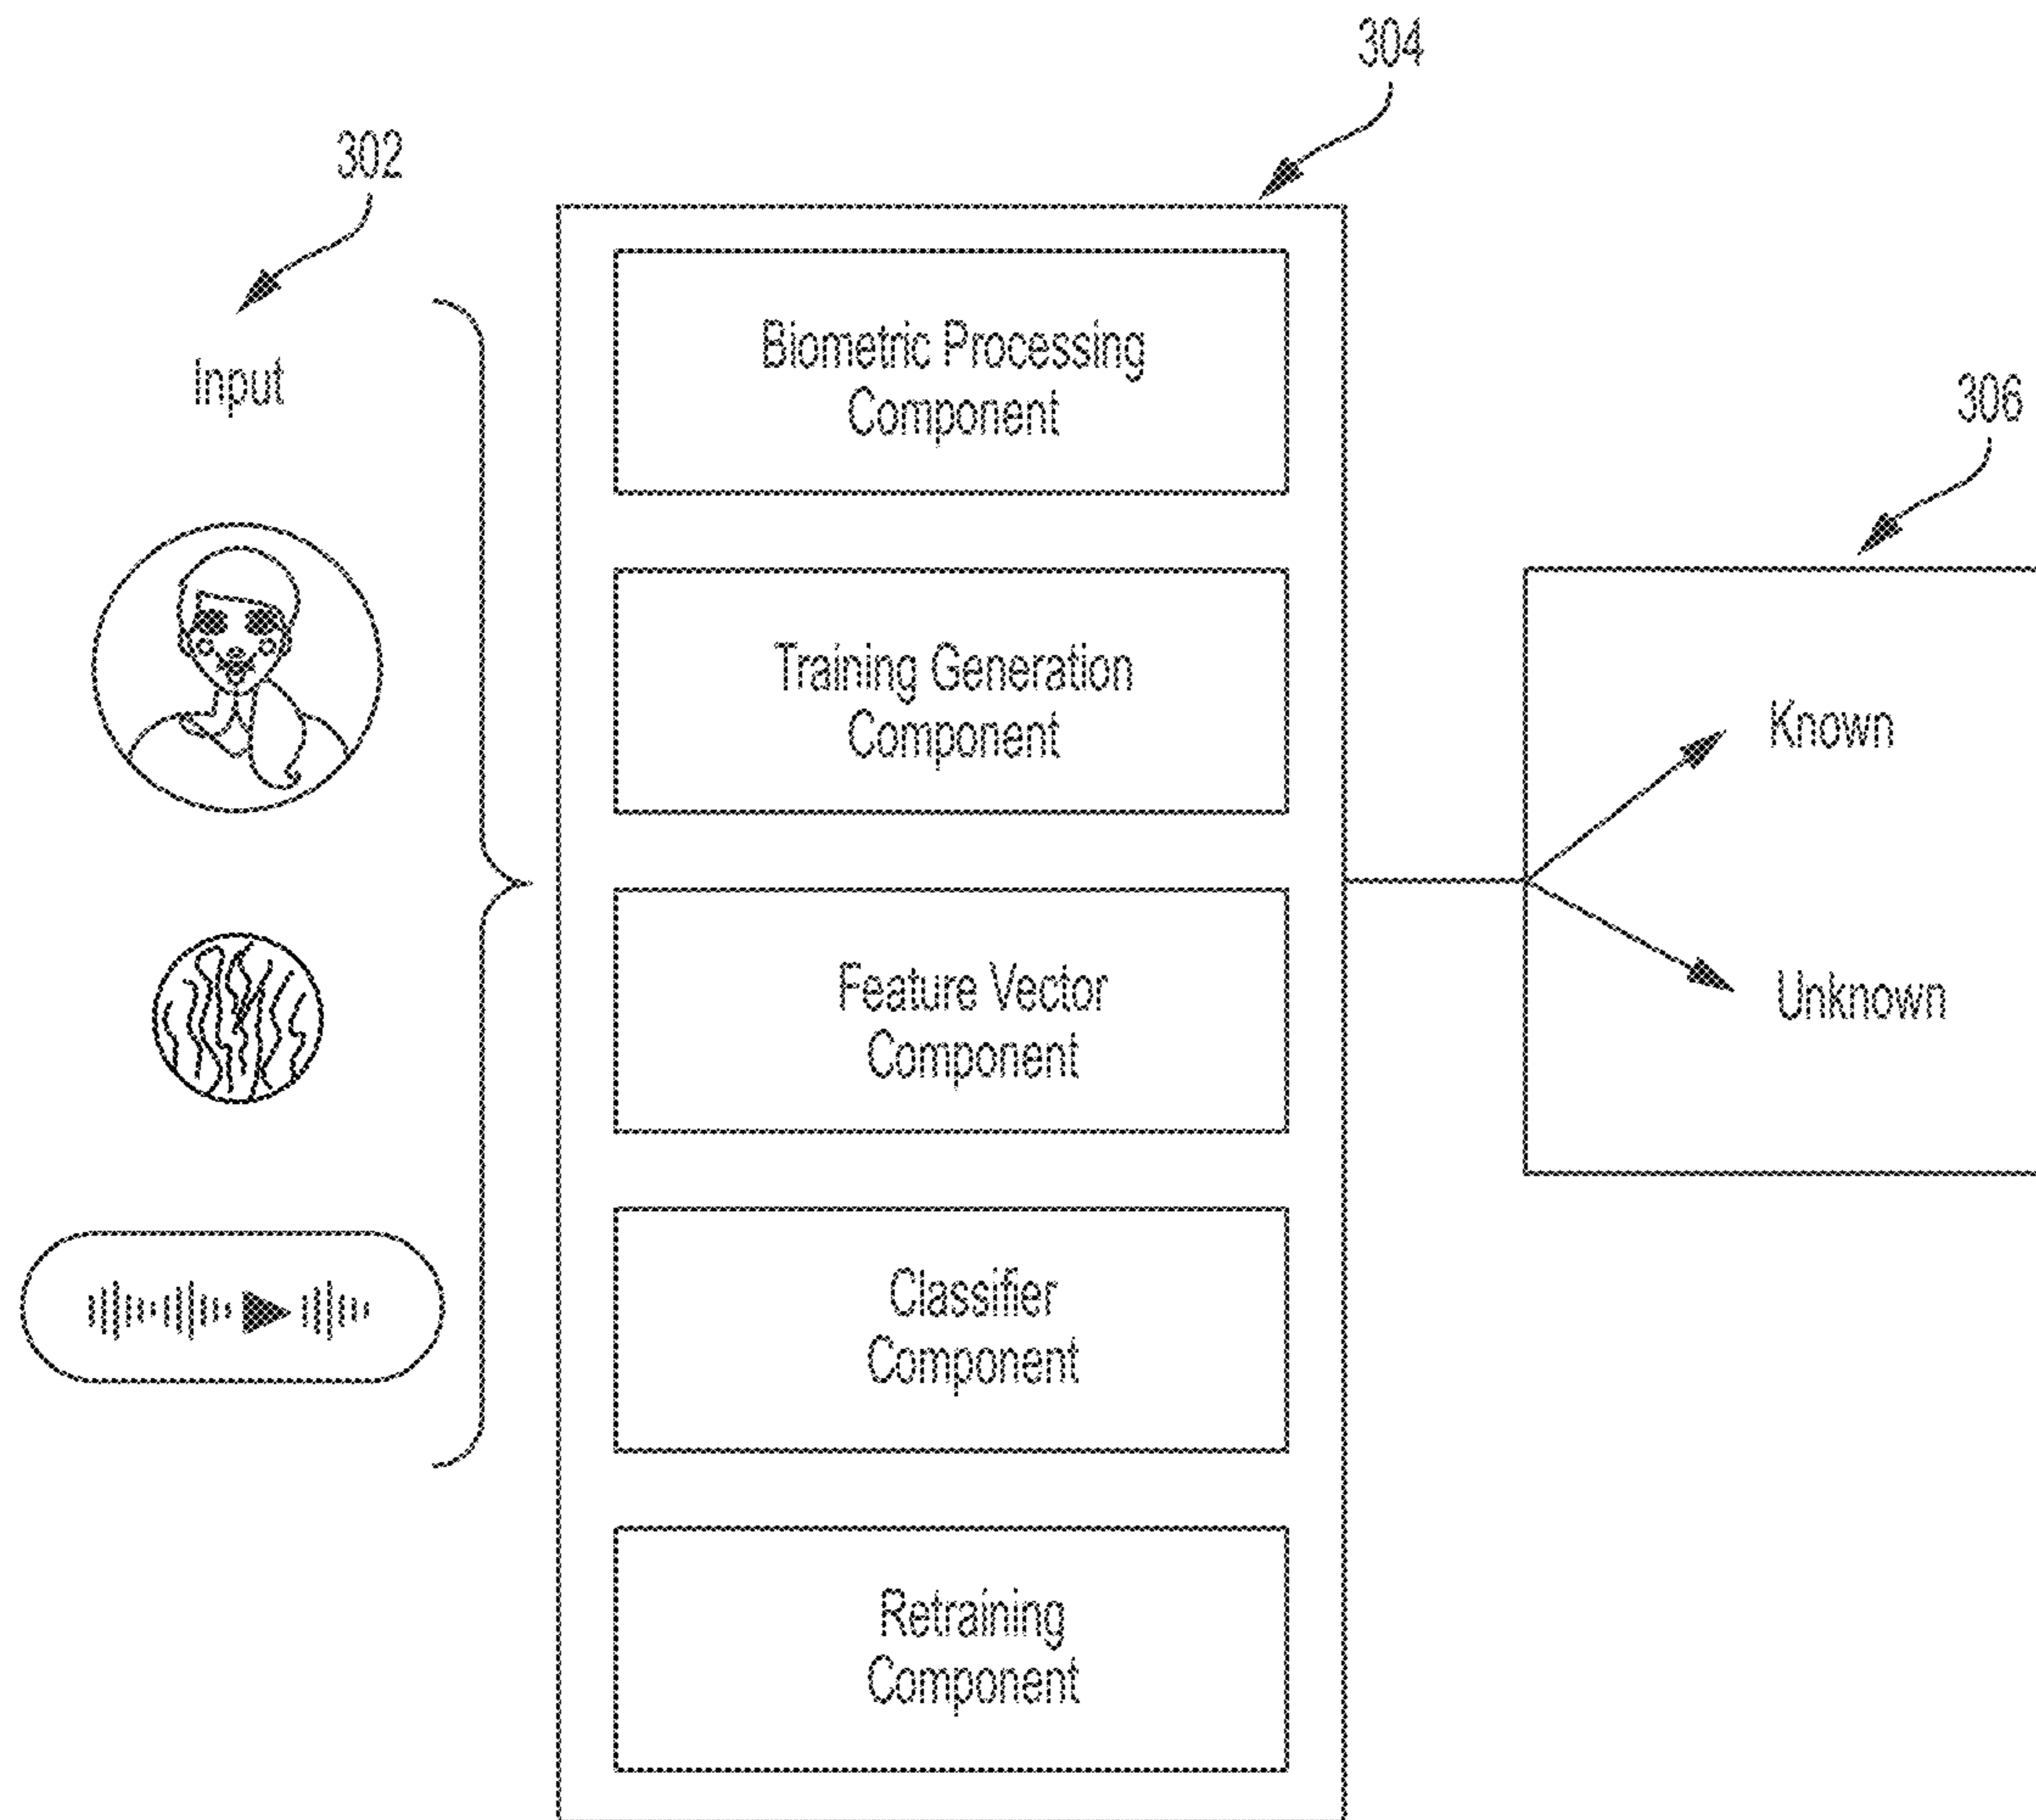 304
302
Input
Biometric Processing
Component
306
Training Generation
Component
Known
Feature Vector
Component
Unknown
Classifier
Component
Retraining
Component